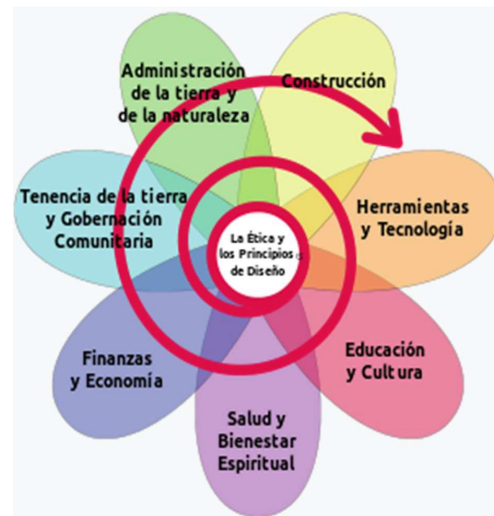 Administración
de la tierra y
de la naturaleza
Construcción
Herramientas
y Tecnología
Educación
y Cultura
Salud y
Bienestar
Espiritual
Finanzas
y Economía
Tenencia de la tierra
y Gobernación
Comunitaria
La Ética y
los Principios
de Diseño